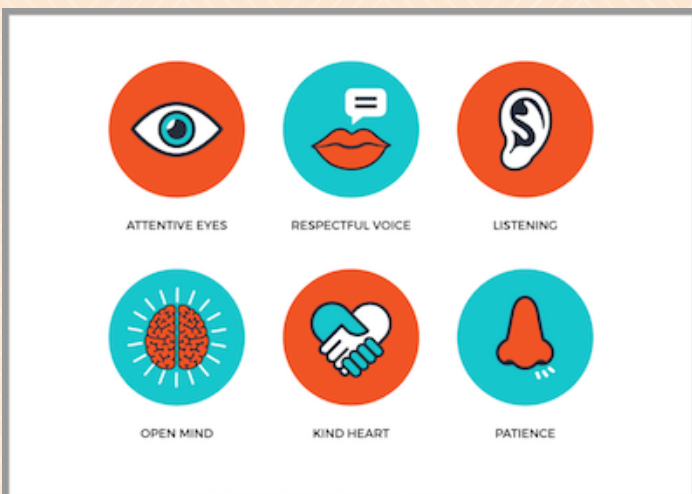 ATTENTIVE EYES
RESPECTFUL VOICE
LISTENING
OPEN MIND
KIND HEART
PATIENCE